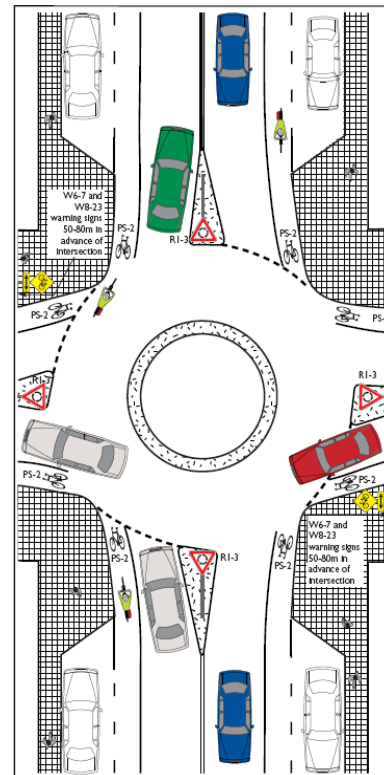 W6-7 and
W8-23
warning signs
50-80m in
advance of
intersection
PS-2
R1-3
PS-2
PS-2
PS-
R1-3
R1-3
PS-2
PS-2
PS-2
PS-2
R1-3
W6-7 and
W8-23
warning signs
50-80m in
advance of
intersection